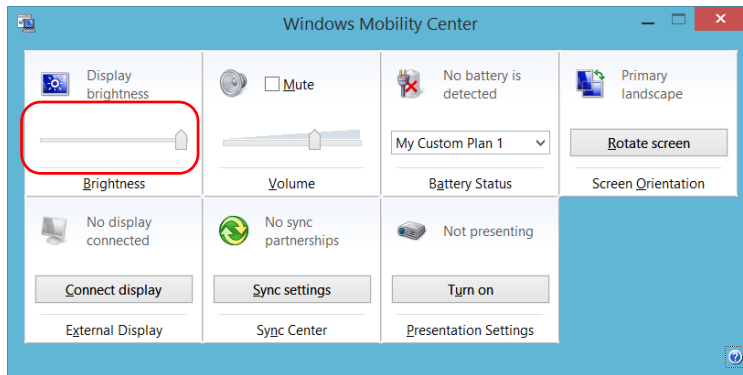 Windows Mobility Center
Display
brightness
Brightness
Mute
Volume
No battery is
detected
My Custom Plan 1
Battery Status
Primary
landscape
Rotate screen
Screen Orientation
No display
connected
Connect display
External Display
No sync
partnerships
Sync settings
Sync Center
Not presenting
Turn on
Presentation Settings